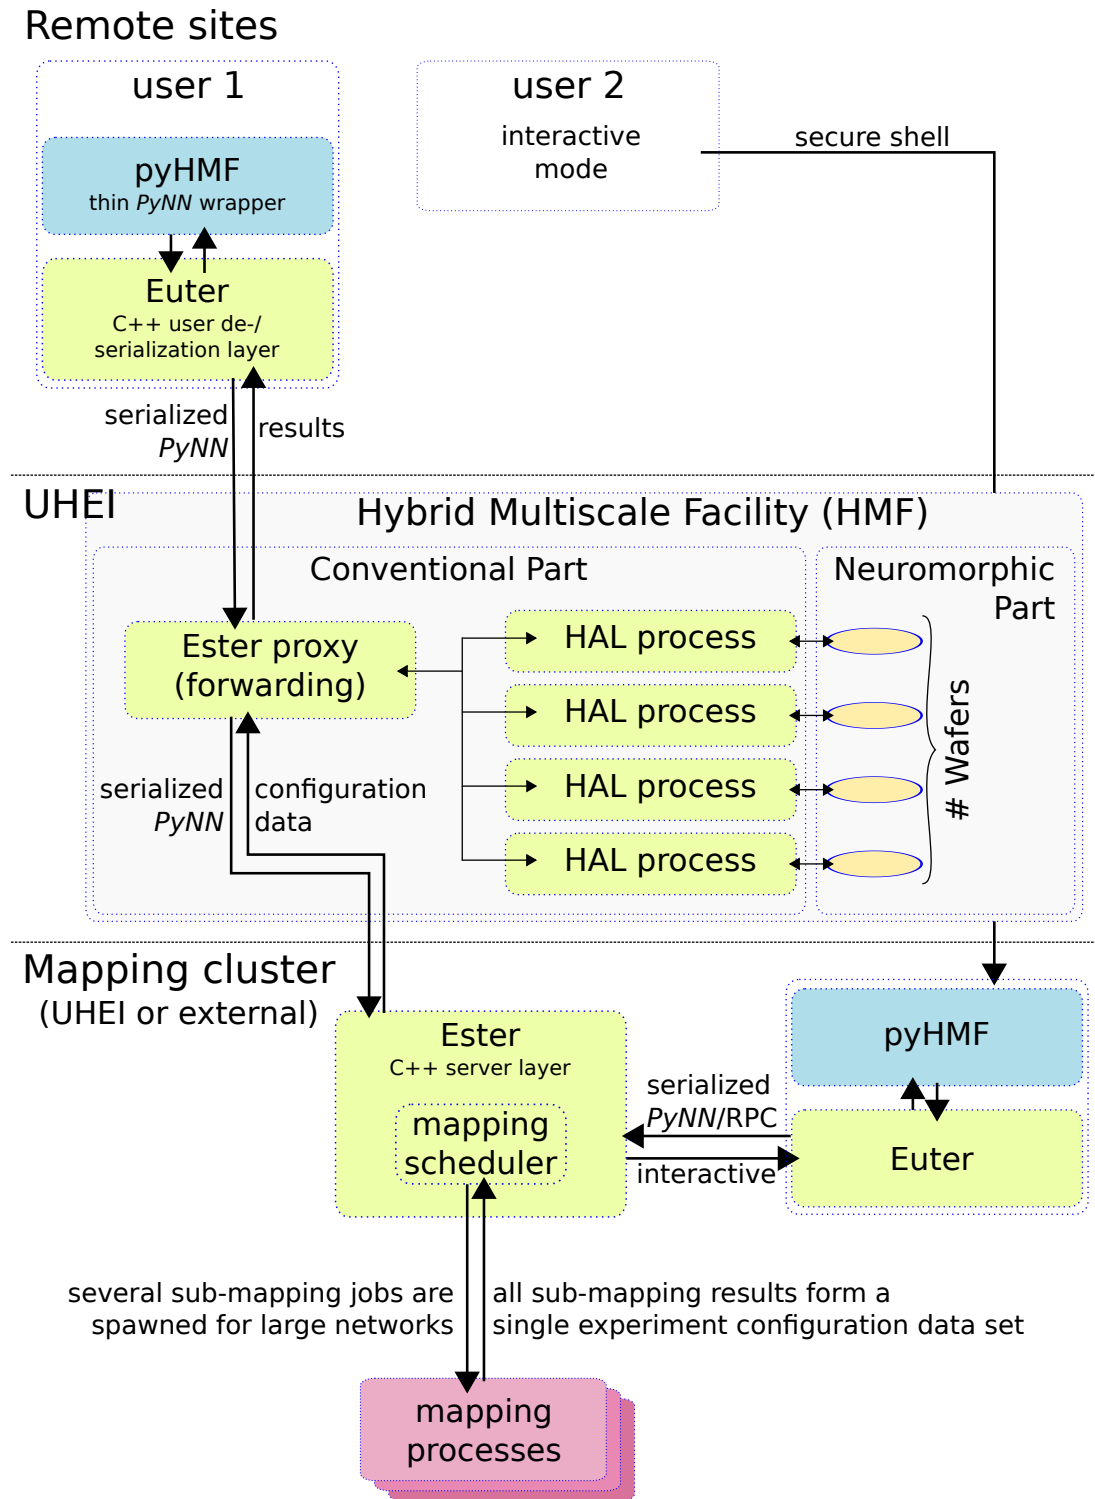 Remote sites
user 1
pyHMF
thin PyNN wrapper
Euter
C++ user de-/
serialization layer
user 2
interactive
mode
secure shell
serialized
PyNN
results
UHEI
Hybrid Multiscale Facility (HMF)
Conventional Part
Neuromorphic
Part
Ester proxy
(forwarding)
HAL process
HAL process
HAL process
HAL process
# Wafers
serialized
PyNN
configuration
data
Mapping cluster
(UHEI or external)
Ester
C++ server layer
mapping
scheduler
serialized
PyNN/RPC
interactive
pyHMF
Euter
several sub-mapping jobs are
spawned for large networks
all sub-mapping results form a
single experiment configuration data set
mapping
processes